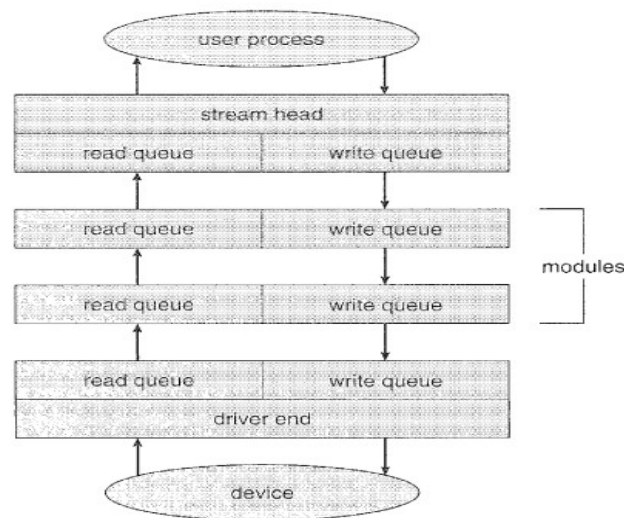 user process
stream head
read queue write queue
read queue write queue
modules
read queue write queue
read queue write queue
driver end
device